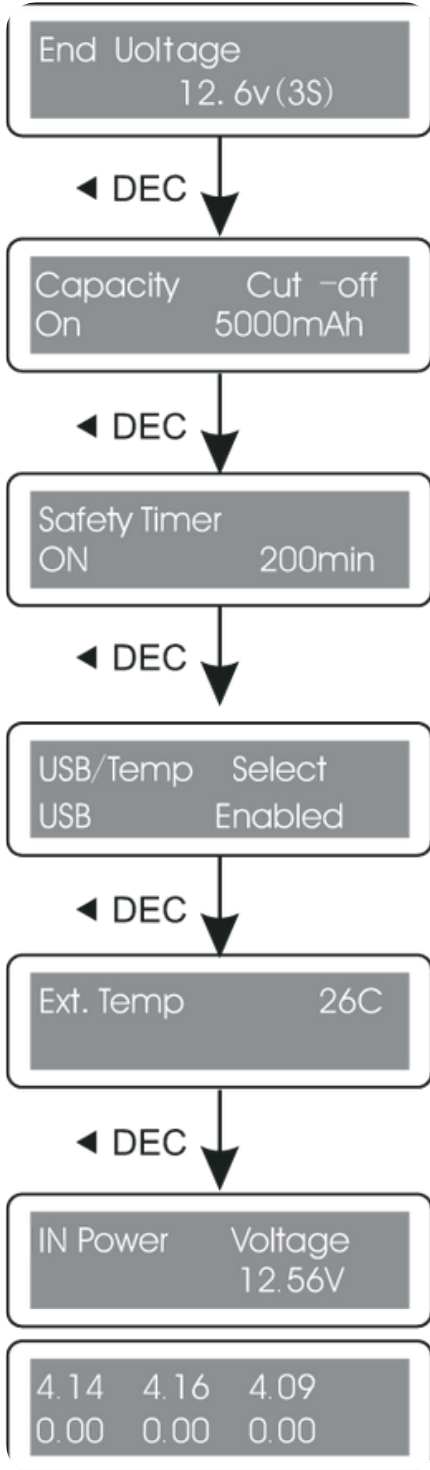 End Uoltage
12. 6v(3S)
◄ DEC
Capacity Cut -off
On 5000mAh
◄ DEC
Safety Timer
ON 200min
◄ DEC
USB/Temp Select
USB Enabled
◄ DEC
Ext. Temp 26C
◄ DEC
IN Power Voltage
12.56V
4.14 4.16 4.09
0.00 0.00 0.00